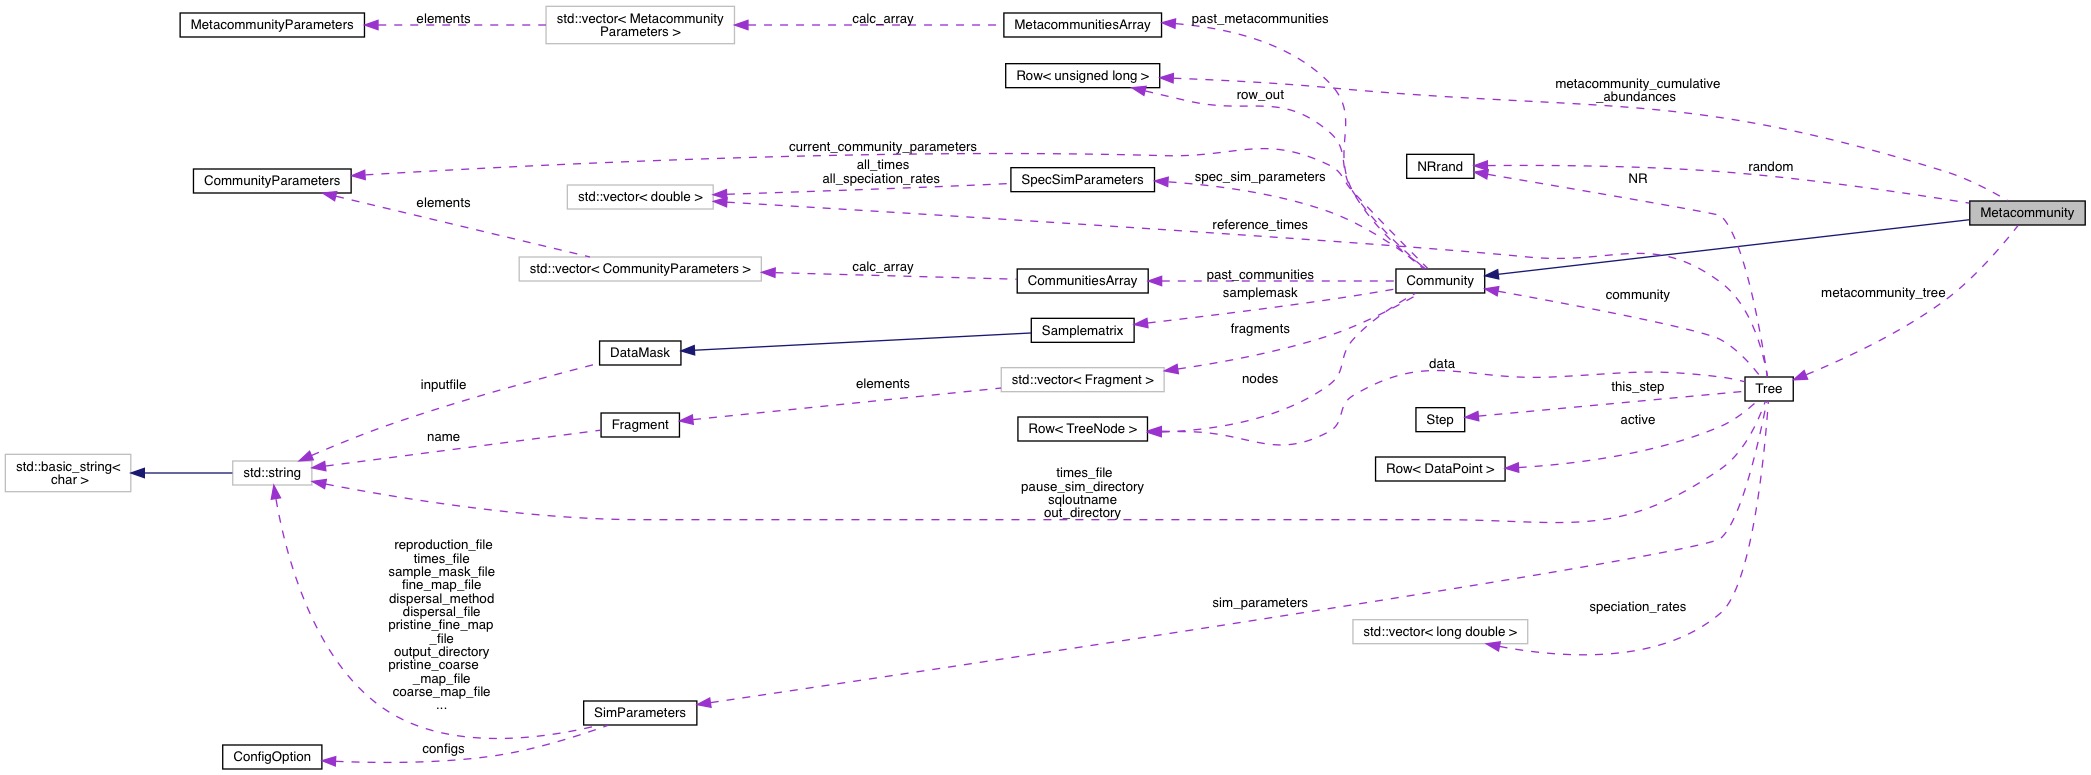 MetacommunityParameters
elements
std::vector< Metacommunity
Parameters >
calc_array
MetacommunitiesArray
past_metacommunities
Row< unsigned long >
row_out
metacommunity_cumulative
_abundances
current_community_parameters
CommunityParameters
elements
all_times
all_speciation_rates
std::vector< double >
SpecSimParameters
spec_sim_parameters
NRrand
random
NR
Metacommunity
reference_times
std::vector< CommunityParameters >
calc_array
CommunitiesArray
past_communities
Community
community
metacommunity_tree
samplemask
Samplematrix
fragments
DataMask
inputfile
std::vector< Fragment >
elements
nodes
data
this_step
Tree
Step
active
Fragment
name
Row< TreeNode >
Row< DataPoint >
std::basic_string<
char >
std::string
times_file
pause_sim_directory
sqloutname
out_directory
reproduction_file
times_file
sample_mask_file
fine_map_file
dispersal_method
dispersal_file
pristine_fine_map
_file
output_directory
pristine_coarse
_map_file
coarse_map_file
...
sim_parameters
speciation_rates
std::vector< long double >
SimParameters
configs
ConfigOption